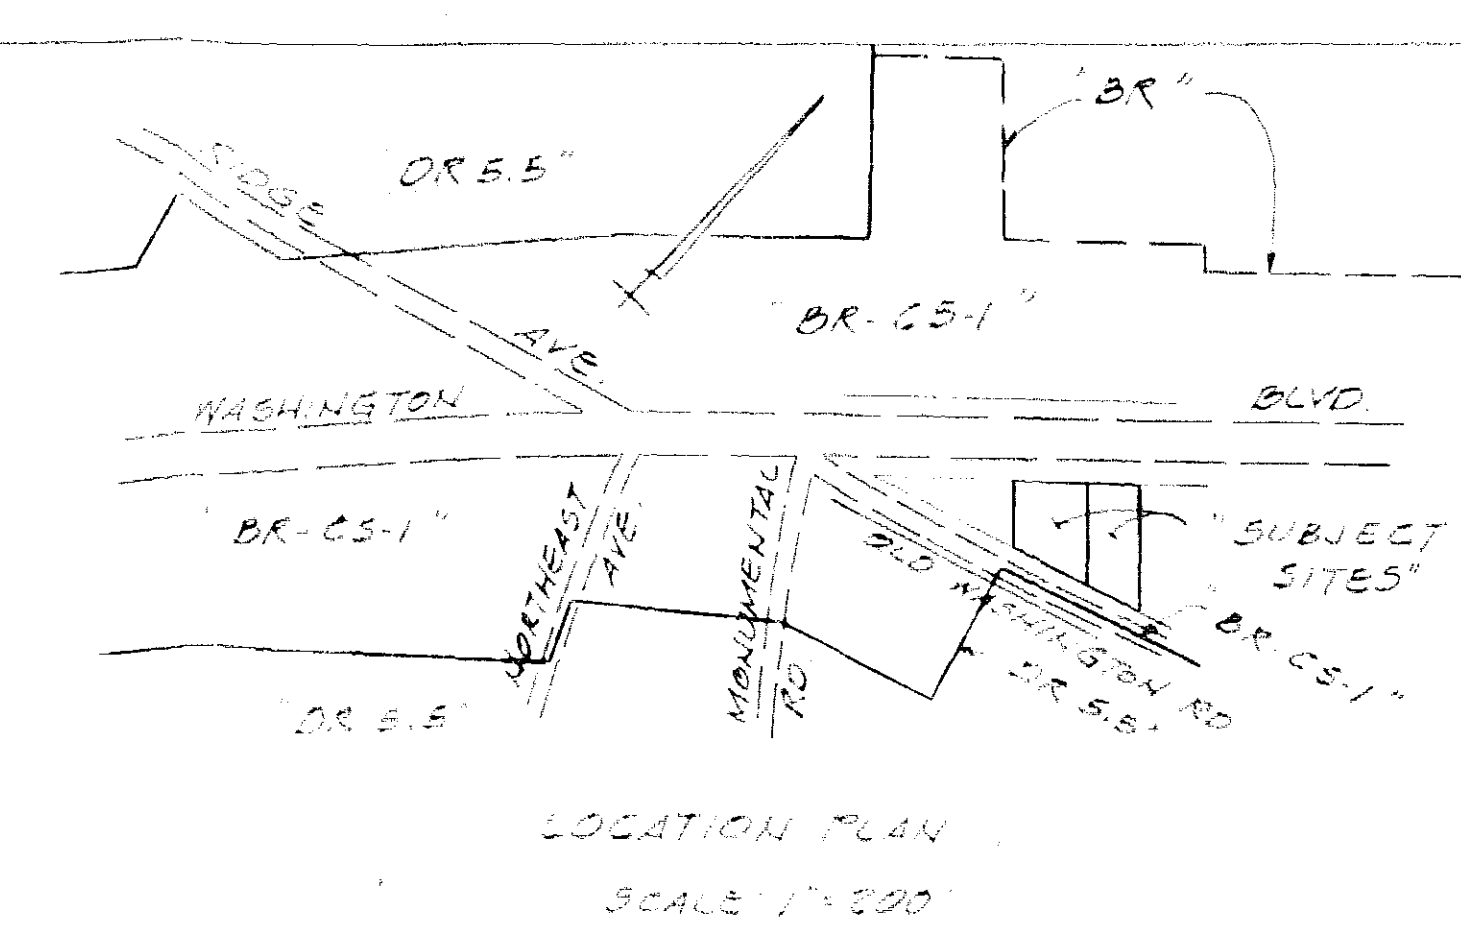 "BR"
DR 5.5"
AVE.
"BR-CS-1"
WASHINGTON
BLVD.
"BR-CS-1"
NORTHEAST
AVE
MONUMENTAL
RD.
OLD WASHINGTON RD
"SUBJECT
SITES"
"BR-CS-1"
DR 5.5"
"DR 5.5"
LOCATION PLAN
SCALE 1"=200'